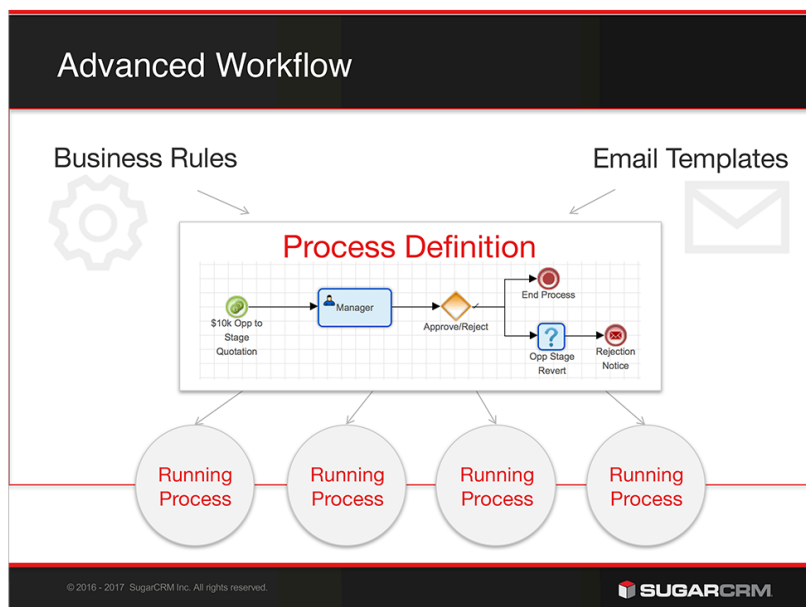 Advanced Workflow
Business Rules
Email Templates
Process Definition
$10k Opp to
Stage
Quotation
Manager
Approve/Reject
End Process
?
Opp Stage
Revert
Rejection
Notice
Running
Process
Running
Process
Running
Process
Running
Process
© 2016 - 2017 SugarCRM Inc. All rights reserved.
SUGARCRM